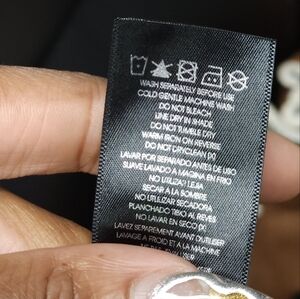 WASH SEPARATELY BEFORE USE
COLD GENTLE MACHINE WASH
DO NOT BLEACH
LINE DRY IN SHADE
DO NOT TUMBLE DRY
WARM IRON ON REVERSE
DO NOT DRYCLEAN (X)
LAVAR POR SEPARADO ANTES DE USO
SUAVE LAVADO A MAQINA EN FRIO
NO UTILIZA LEJIA
SECAR A LA SOMBRE
NO UTILIZAR SECADORA
PLANCHADO TIBIO AL REVES
NO LAVAR EN SECO (X)
LAVEZ SEPAREMENT AVANT D'UTILISER
LAVAGE A FROID ET A LA MACHINE